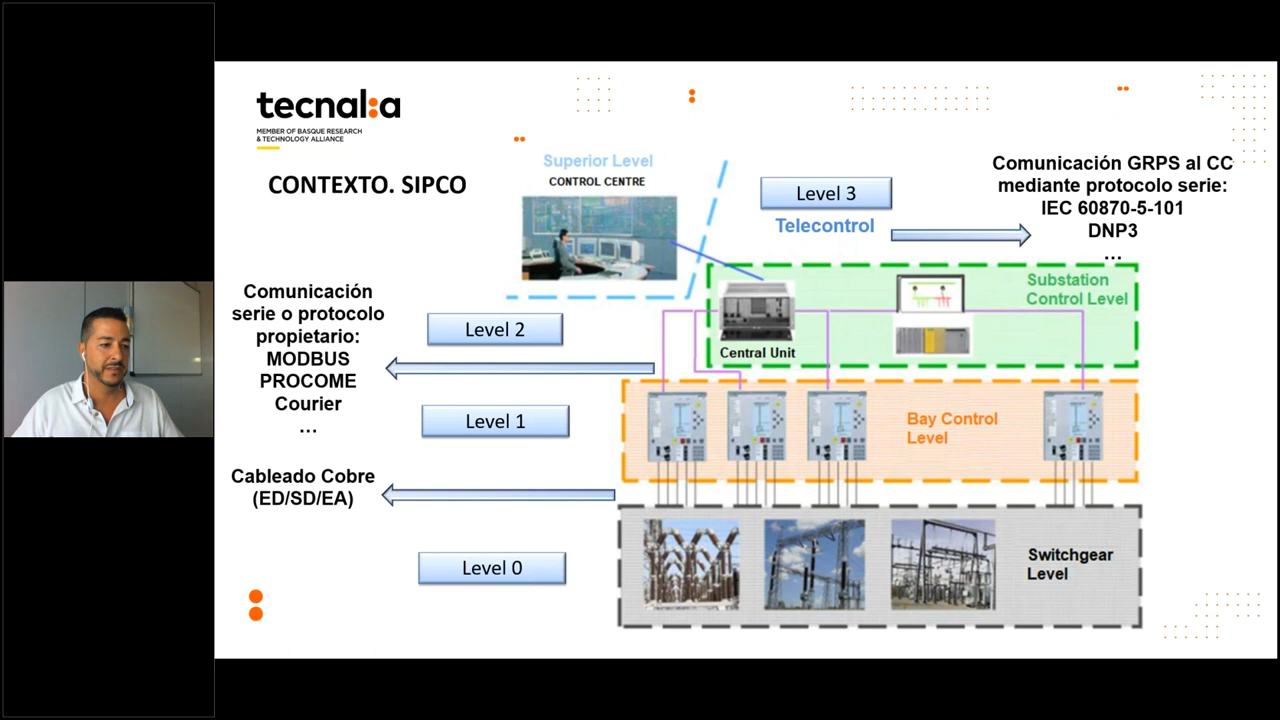 tecnalia
MEMBER OF BASQUE RESEARCH
& TECHNOLOGY ALLIANCE
CONTEXTO. SIPCO
Superior Level
CONTROL CENTRE
Level 3
Telecontrol
Comunicación GRPS al CC
mediante protocolo serie:
IEC 60870-5-101
DNP3
...
Substation
Control Level
Central Unit
Comunicación
serie o protocolo
propietario:
MODBUS
PROCOME
Courier
...
Level 2
Level 1
Bay Control
Level
Cableado Cobre
(ED/SD/EA)
Level 0
Switchgear
Level